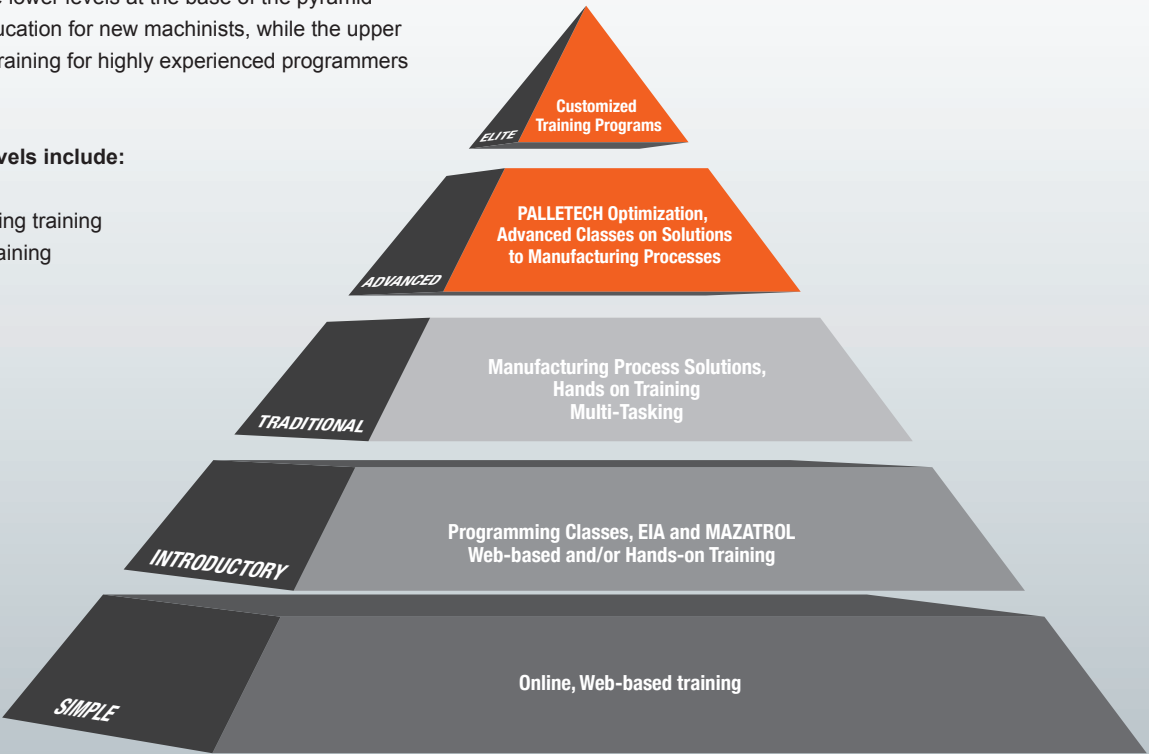 lower levels at the base of the pyramid
ucation for new machinists, while the upper
raining for highly experienced programmers
vels include:
ing training
aining
Customized
Training Programs
ELITE
PALLETECH Optimization,
Advanced Classes on Solutions
to Manufacturing Processes
ADVANCED
Manufacturing Process Solutions,
Hands on Training
Multi-Tasking
TRADITIONAL
Programming Classes, EIA and MAZATROL
Web-based and/or Hands-on Training
INTRODUCTORY
Online, Web-based training
SIMPLE